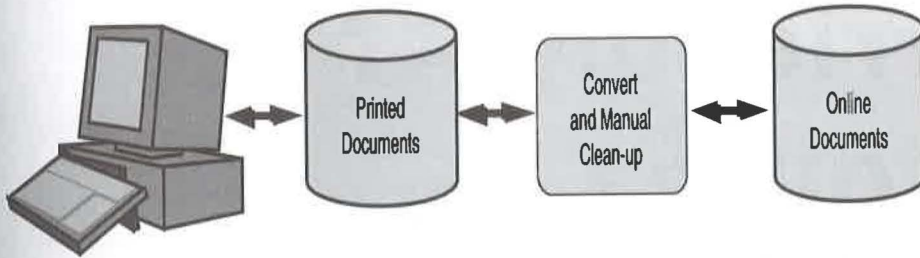 Printed
Documents
Convert
and Manual
Clean-up
Online
Documents